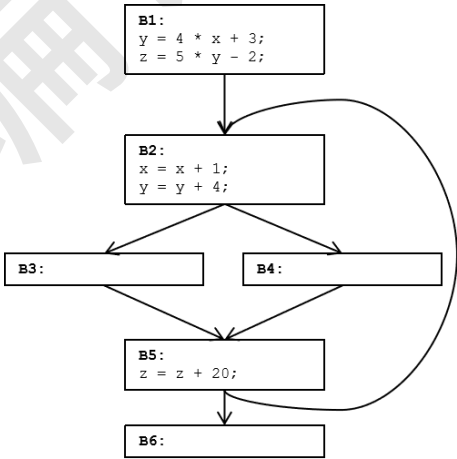 B1:
y = 4 * x + 3;
z = 5 * y - 2;
B2:
x = x + 1;
y = y + 4;
B3:
B4:
B5:
z = z + 20;
B6: